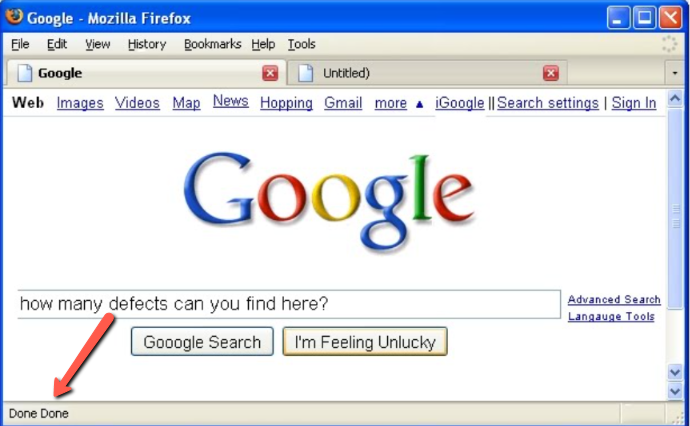 Google - Mozilla Firefox
File Edit View History Bookmarks Help Tools
Google Untitled)
Web Images Videos Map News Hopping Gmail more ▲ iGoogle || Search settings | Sign In
Google
how many defects can you find here?
Advanced Search
Langauge Tools
Gooogle Search I'm Feeling Unlucky
Done Done